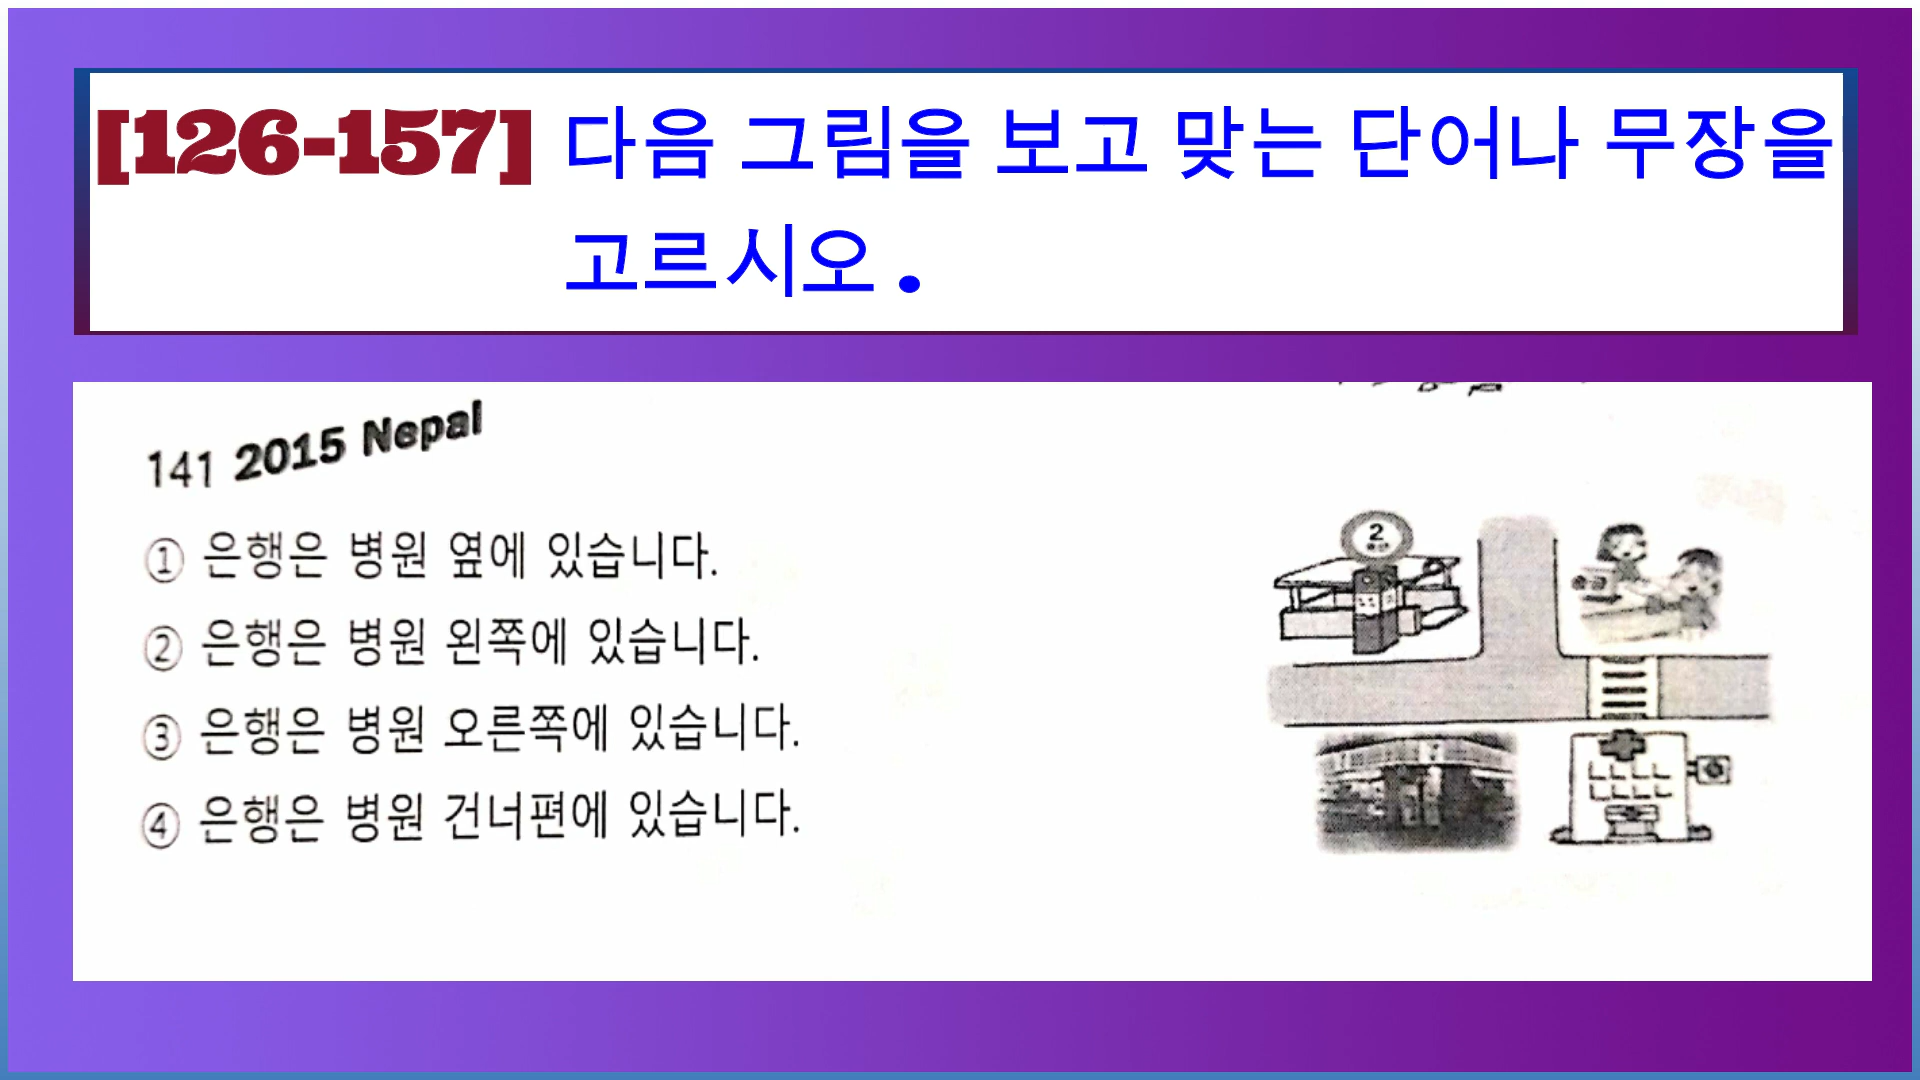 [126-157] 다음 그림을 보고 맞는 단어나 무장을
고르시오.
141 2015 Nepal
① 은행은 병원 옆에 있습니다.
② 은행은 병원 왼쪽에 있습니다.
③ 은행은 병원 오른쪽에 있습니다.
④ 은행은 병원 건너편에 있습니다.
2